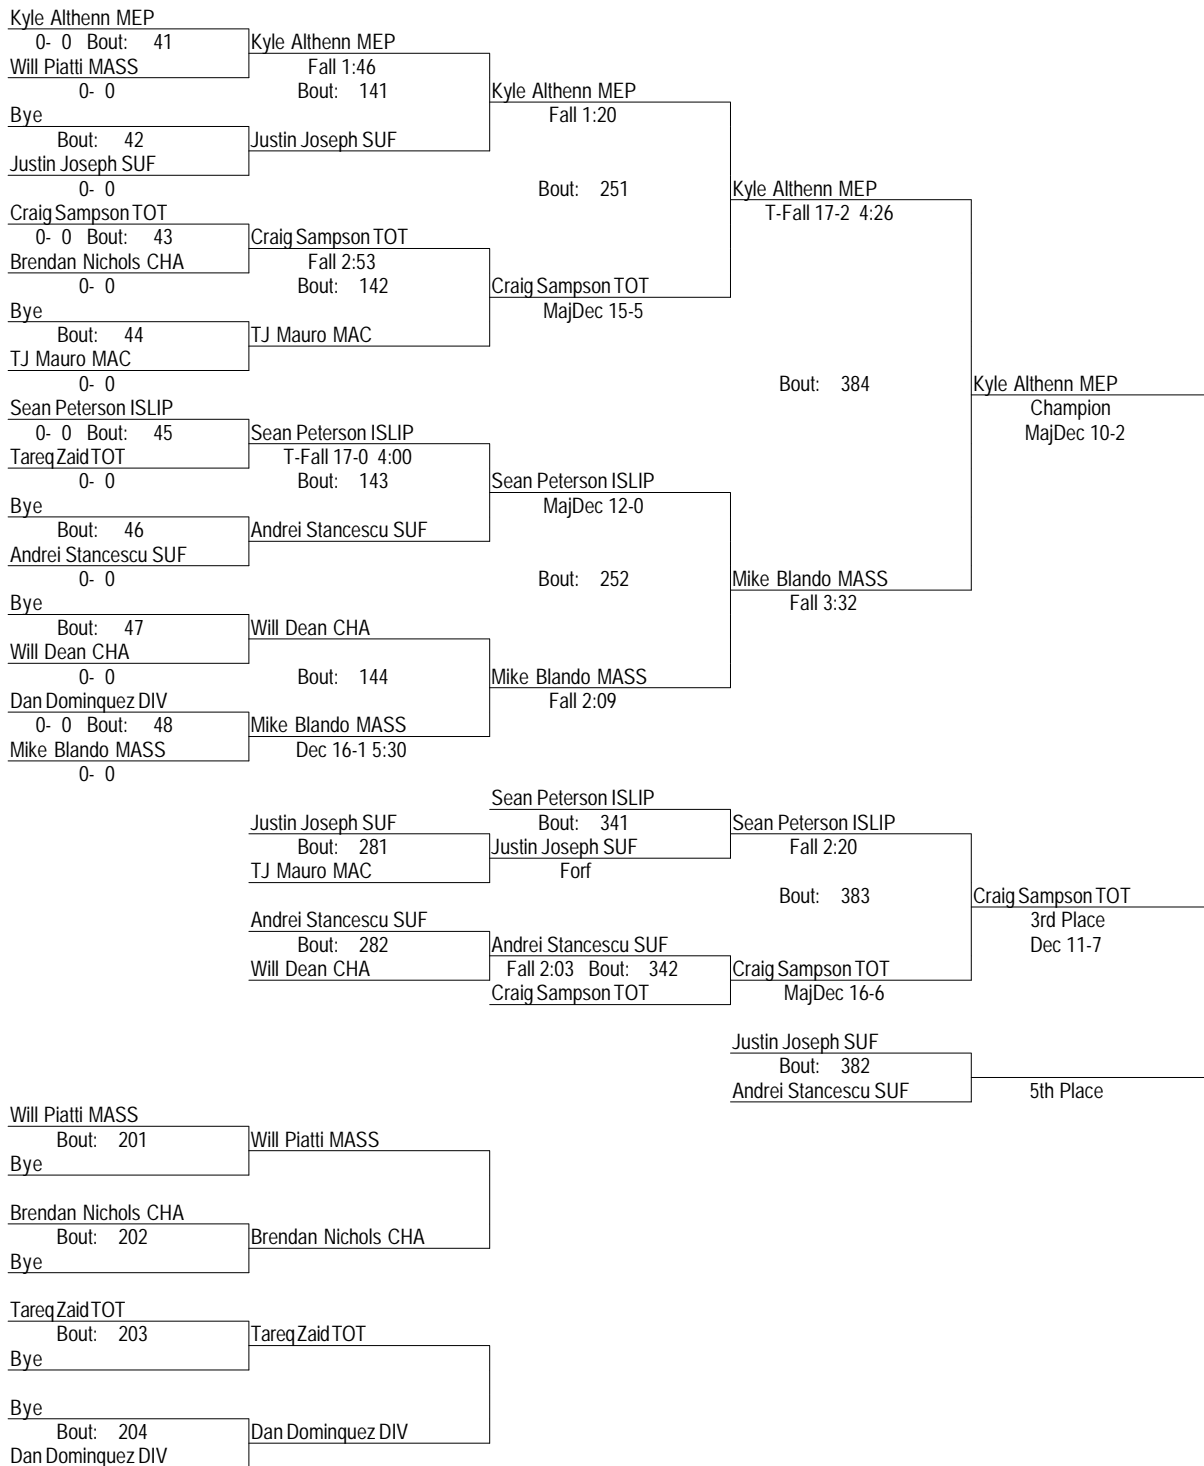 Kyle Althenn MEP
0- 0 Bout: 41 Kyle Althenn MEP
Will Piatti MASS Fall 1:46
0- 0 Bout: 141 Kyle Althenn MEP
Bye Fall 1:20
Bout: 42 Justin Joseph SUF
Justin Joseph SUF
0- 0 Bout: 251 Kyle Althenn MEP
Craig Sampson TOT T-Fall 17-2 4:26
0- 0 Bout: 43 Craig Sampson TOT
Brendan Nichols CHA Fall 2:53
0- 0 Bout: 142 Craig Sampson TOT
Bye MajDec 15-5
Bout: 44 TJ Mauro MAC
TJ Mauro MAC
0- 0 Bout: 384 Kyle Althenn MEP
Sean Peterson ISLIP Champion
0- 0 Bout: 45 Sean Peterson ISLIP MajDec 10-2
Tareq Zaid TOT T-Fall 17-0 4:00
0- 0 Bout: 143 Sean Peterson ISLIP
Bye MajDec 12-0
Bout: 46 Andrei Stancescu SUF
Andrei Stancescu SUF
0- 0 Bout: 252 Mike Blando MASS
Bye Fall 3:32
Bout: 47 Will Dean CHA
Will Dean CHA
0- 0 Bout: 144 Mike Blando MASS
Dan Dominquez DIV Fall 2:09
0- 0 Bout: 48 Mike Blando MASS
Mike Blando MASS Dec 16-1 5:30
0- 0
Sean Peterson ISLIP
Justin Joseph SUF Bout: 341 Sean Peterson ISLIP
Bout: 281 Justin Joseph SUF Fall 2:20
TJ Mauro MAC Forf
Bout: 383 Craig Sampson TOT
Andrei Stancescu SUF 3rd Place
Bout: 282 Andrei Stancescu SUF Dec 11-7
Will Dean CHA Fall 2:03 Bout: 342 Craig Sampson TOT
Craig Sampson TOT MajDec 16-6
Justin Joseph SUF
Bout: 382
Andrei Stancescu SUF 5th Place
Will Piatti MASS
Bout: 201 Will Piatti MASS
Bye
Brendan Nichols CHA
Bout: 202 Brendan Nichols CHA
Bye
Tareq Zaid TOT
Bout: 203 Tareq Zaid TOT
Bye
Bye
Bout: 204 Dan Dominquez DIV
Dan Dominquez DIV